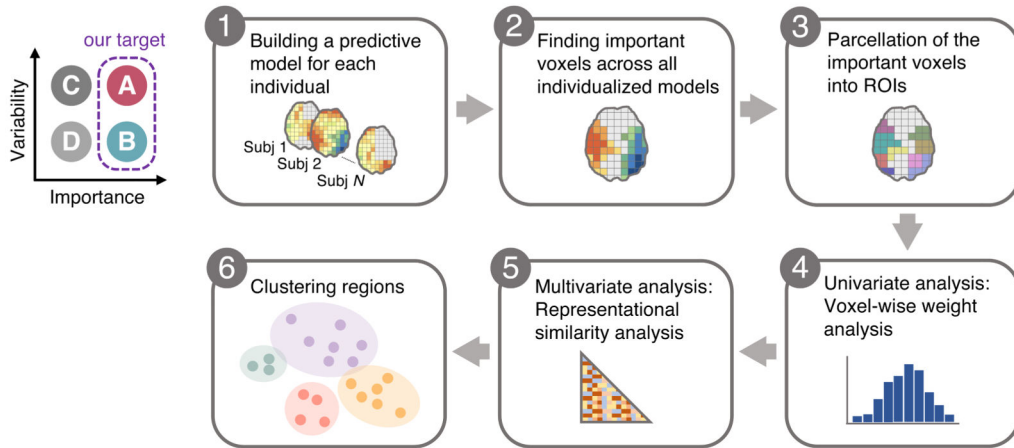 our target
Variability
C
A
D
B
Importance
1
Building a predictive
model for each
individual
Subj 1
Subj 2
Subj N
2
Finding important
voxels across all
individualized models
3
Parcellation of the
important voxels
into ROIs
4
Univariate analysis:
Voxel-wise weight
analysis
5
Multivariate analysis:
Representational
similarity analysis
6
Clustering regions